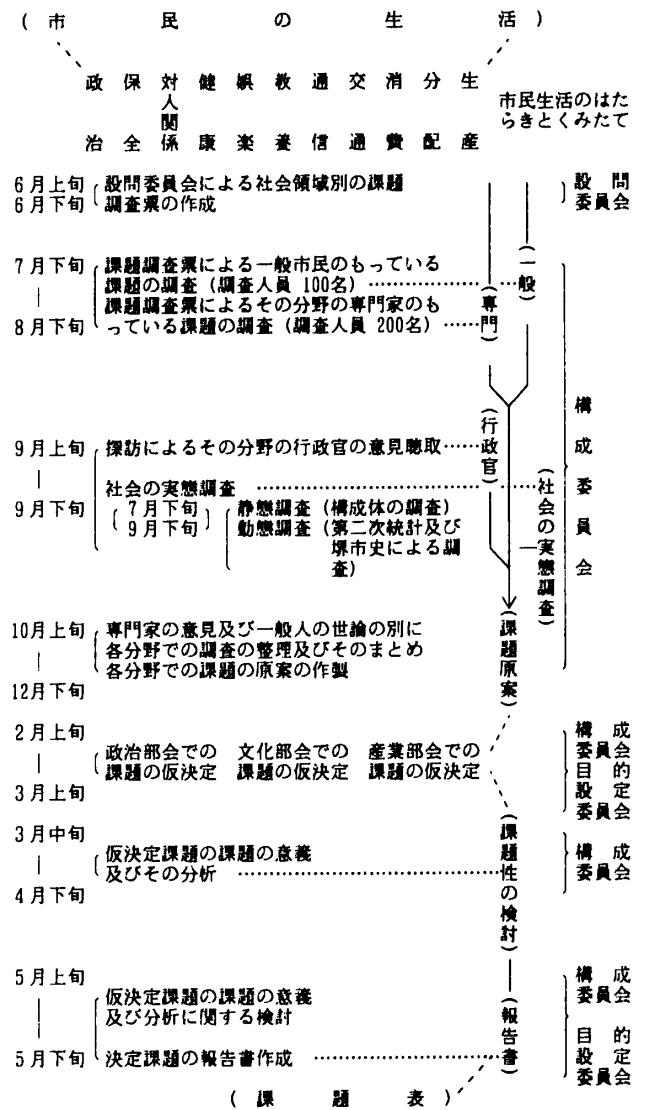 (市民の生活)
政治 保全 対人関係 健康 娯楽 教養 通信 交通 消費 分配 生産
市民生活のはた
らきとくみたて
6月上旬 設問委員会による社会領域別の課題
6月下旬 調査票の作成
設問
委員会
7月下旬 課題調査票による一般市民のもっている
課題の調査(調査人員 100名)
(一般)
課題調査票によるその分野の専門家のも
8月下旬 っている課題の調査(調査人員 200名)
(専門)
9月上旬 探訪によるその分野の行政官の意見聴取
(行政官)
社会の実態調査
(社会の実態調査)
9月下旬
7月下旬
9月下旬
静態調査(構成体の調査)
動態調査(第二次統計及び
堺市史による調
査)
構成委員会
10月上旬 専門家の意見及び一般人の世論の別に
各分野での調査の整理及びそのまとめ
各分野での課題の原案の作製
12月下旬
(課題原案)
2月上旬
政治部会での 文化部会での 産業部会での
課題の仮決定 課題の仮決定 課題の仮決定
3月上旬
構成
委員会
目的
設定
委員会
3月中旬
仮決定課題の課題の意義
及びその分析
4月下旬
(課題性の検討)
構成
委員会
5月上旬
仮決定課題の課題の意義
及び分析に関する検討
5月下旬 決定課題の報告書作成
(報告書)
構成
委員会
目的
設定
委員会
(課題表)